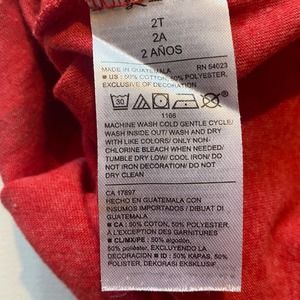 2T
2A
2 AÑOS
MADE IN GUATEMALA RN 54023
■ US : 50% COTTON, 50% POLYESTER,
EXCLUSIVE OF DECORATION
30
1166
MACHINE WASH COLD GENTLE CYCLE/
WASH INSIDE OUT/ WASH AND DRY
WITH LIKE COLORS/ ONLY NON-
CHLORINE BLEACH WHEN NEEDED/
TUMBLE DRY LOW/ COOL IRON/ DO
NOT IRON DECORATION/ DO NOT
DRY CLEAN
CA 17897
HECHO EN GUATEMALA CON
INSUMOS IMPORTADOS / DIBUAT DI
GUATEMALA
■ CA : 50% COTON, 50% POLYESTER,
À L'EXCEPTION DES GARNITURES
■ CL/MX/PE : 50% algodón,
50% poliéster, EXCLUYENDO LA
DECORACION ■ ID : 50% KAPAS, 50%
POLESTER, DEKORASI EKSKLUSIF